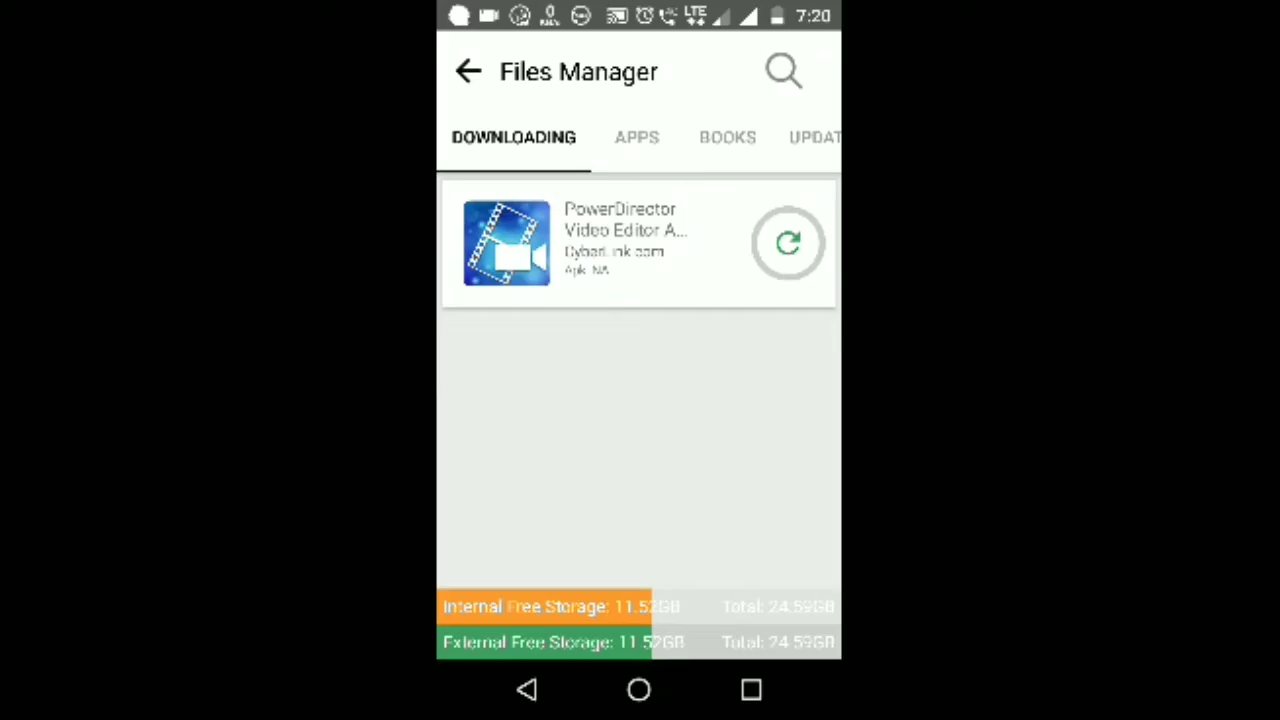 LTE 7:20
Files Manager
DOWNLOADING APPS BOOKS UPDAT
PowerDirector
Video Editor A...
CyberLink.com
Apk NA
Internal Free Storage: 11.52GB Total: 24.59GB
External Free Storage: 11.52GB Total: 24.59GB